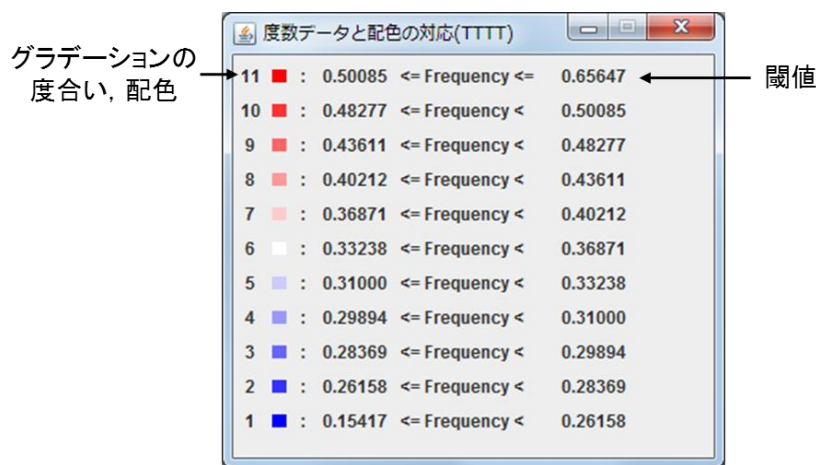 度数データと配色の対応(TTTT)
グラデーションの
度合い, 配色
閾値
11 : 0.50085 <= Frequency <= 0.65647
10 : 0.48277 <= Frequency < 0.50085
9 : 0.43611 <= Frequency < 0.48277
8 : 0.40212 <= Frequency < 0.43611
7 : 0.36871 <= Frequency < 0.40212
6 : 0.33238 <= Frequency < 0.36871
5 : 0.31000 <= Frequency < 0.33238
4 : 0.29894 <= Frequency < 0.31000
3 : 0.28369 <= Frequency < 0.29894
2 : 0.26158 <= Frequency < 0.28369
1 : 0.15417 <= Frequency < 0.26158